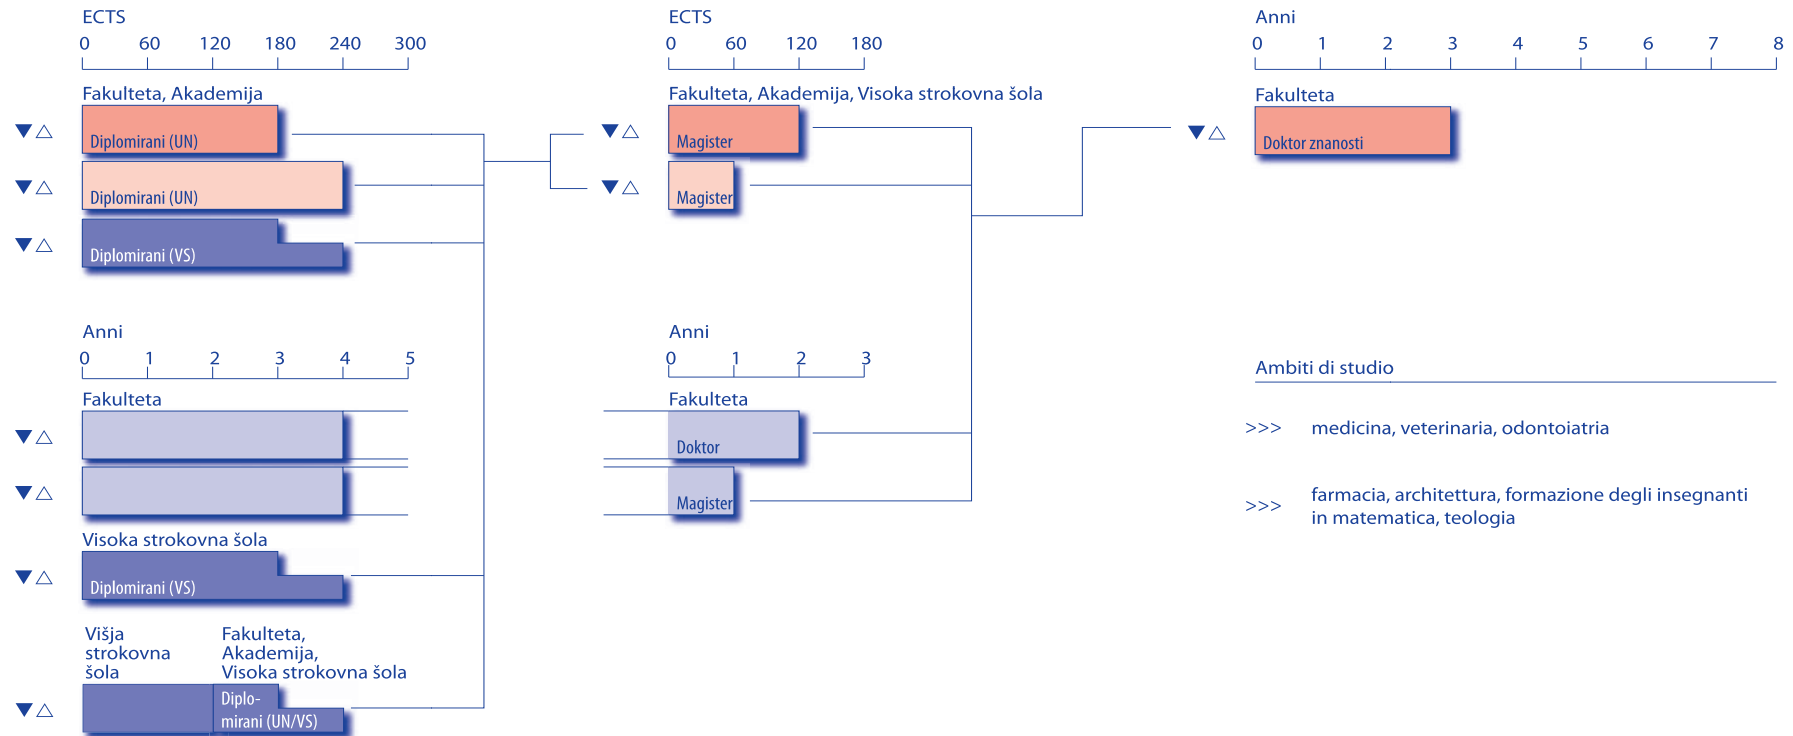 ECTS
0 60 120 180 240 300
Fakulteta, Akademija
Diplomirani (UN)
Diplomirani (UN)
Diplomirani (VS)
Anni
0 1 2 3 4 5
Fakulteta
Visoka strokovna šola
Diplomirani (VS)
Višja
strokovna
šola
Fakulteta,
Akademija,
Visoka strokovna šola
Diplo-
mirani (UN/VS)
ECTS
0 60 120 180
Fakulteta, Akademija, Visoka strokovna šola
Magister
Magister
Anni
0 1 2 3
Fakulteta
Doktor
Magister
Anni
0 1 2 3 4 5 6 7 8
Fakulteta
Doktor znanosti
Ambiti di studio
>>> medicina, veterinaria, odontoiatria
>>> farmacia, architettura, formazione degli insegnanti
in matematica, teologia